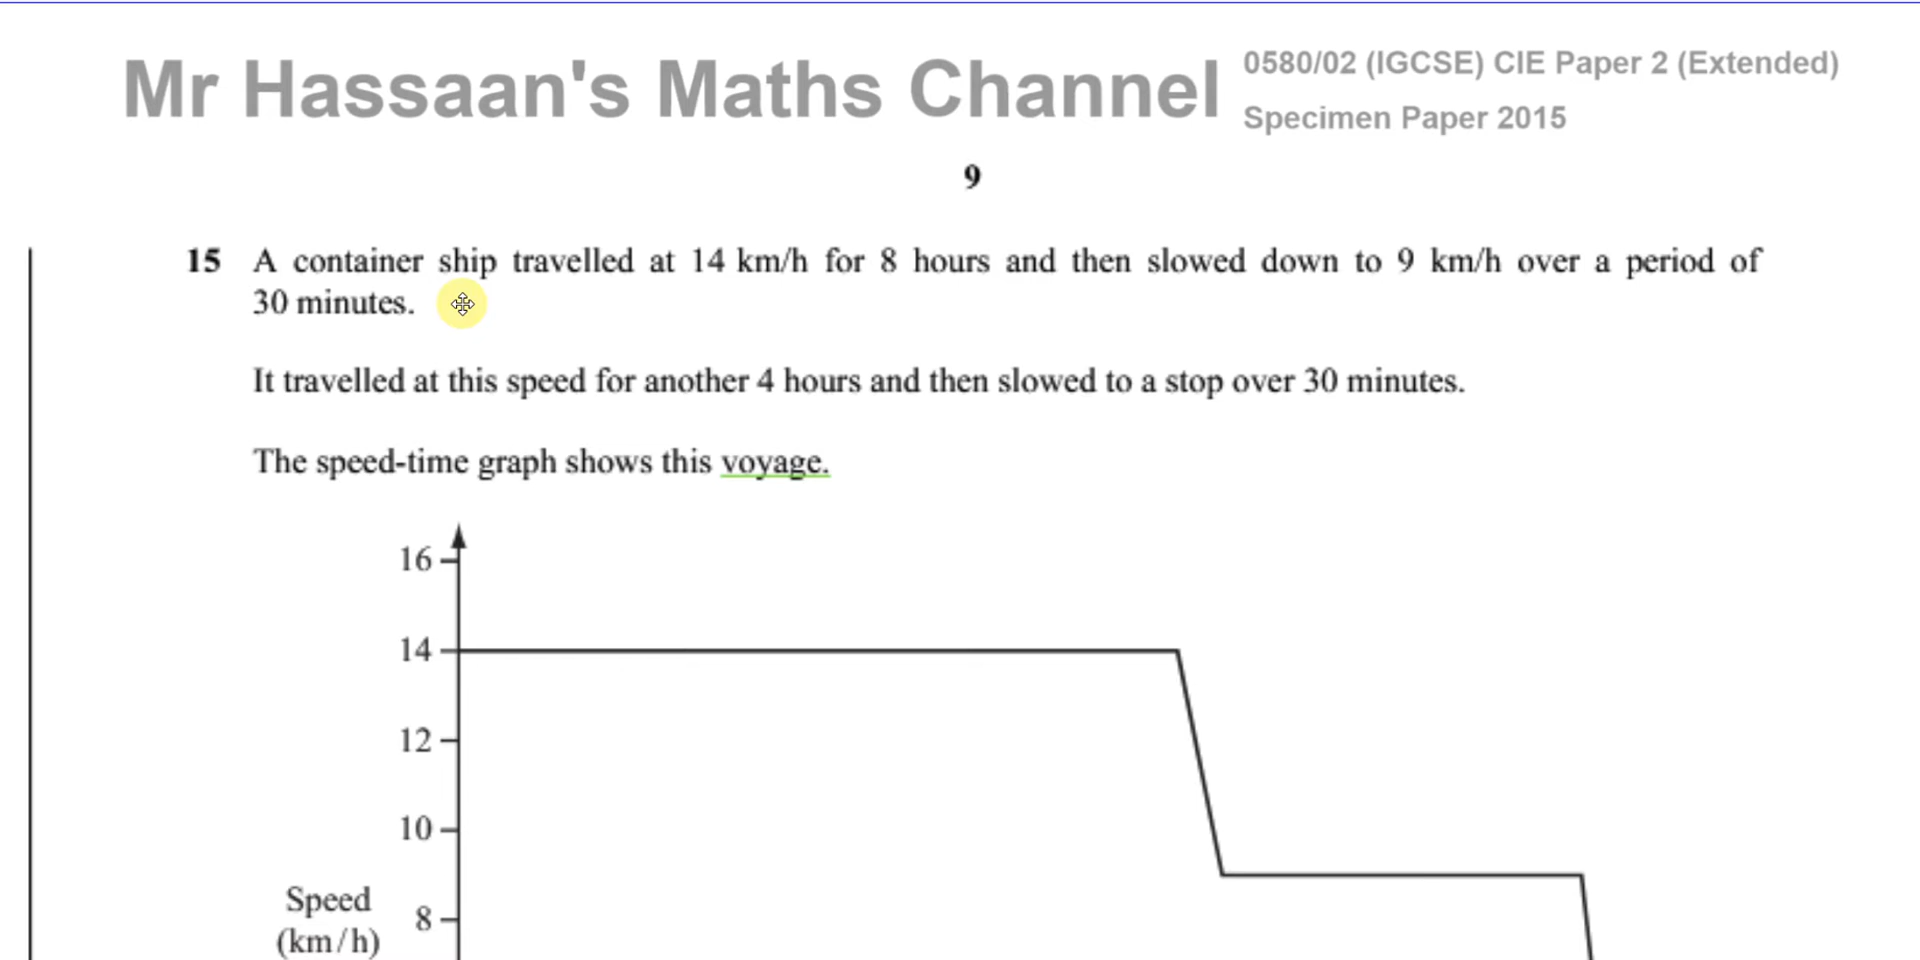 Mr Hassaan's Maths Channel
0580/02 (IGSCE) CIE Paper 2 (Extended)
Specimen Paper 2015
9
15 A container ship travelled at 14 km/h for 8 hours and then slowed down to 9 km/h over a period of
30 minutes.
It travelled at this speed for another 4 hours and then slowed to a stop over 30 minutes.
The speed-time graph shows this voyage.
16
14
12
10
Speed
(km/h)
8